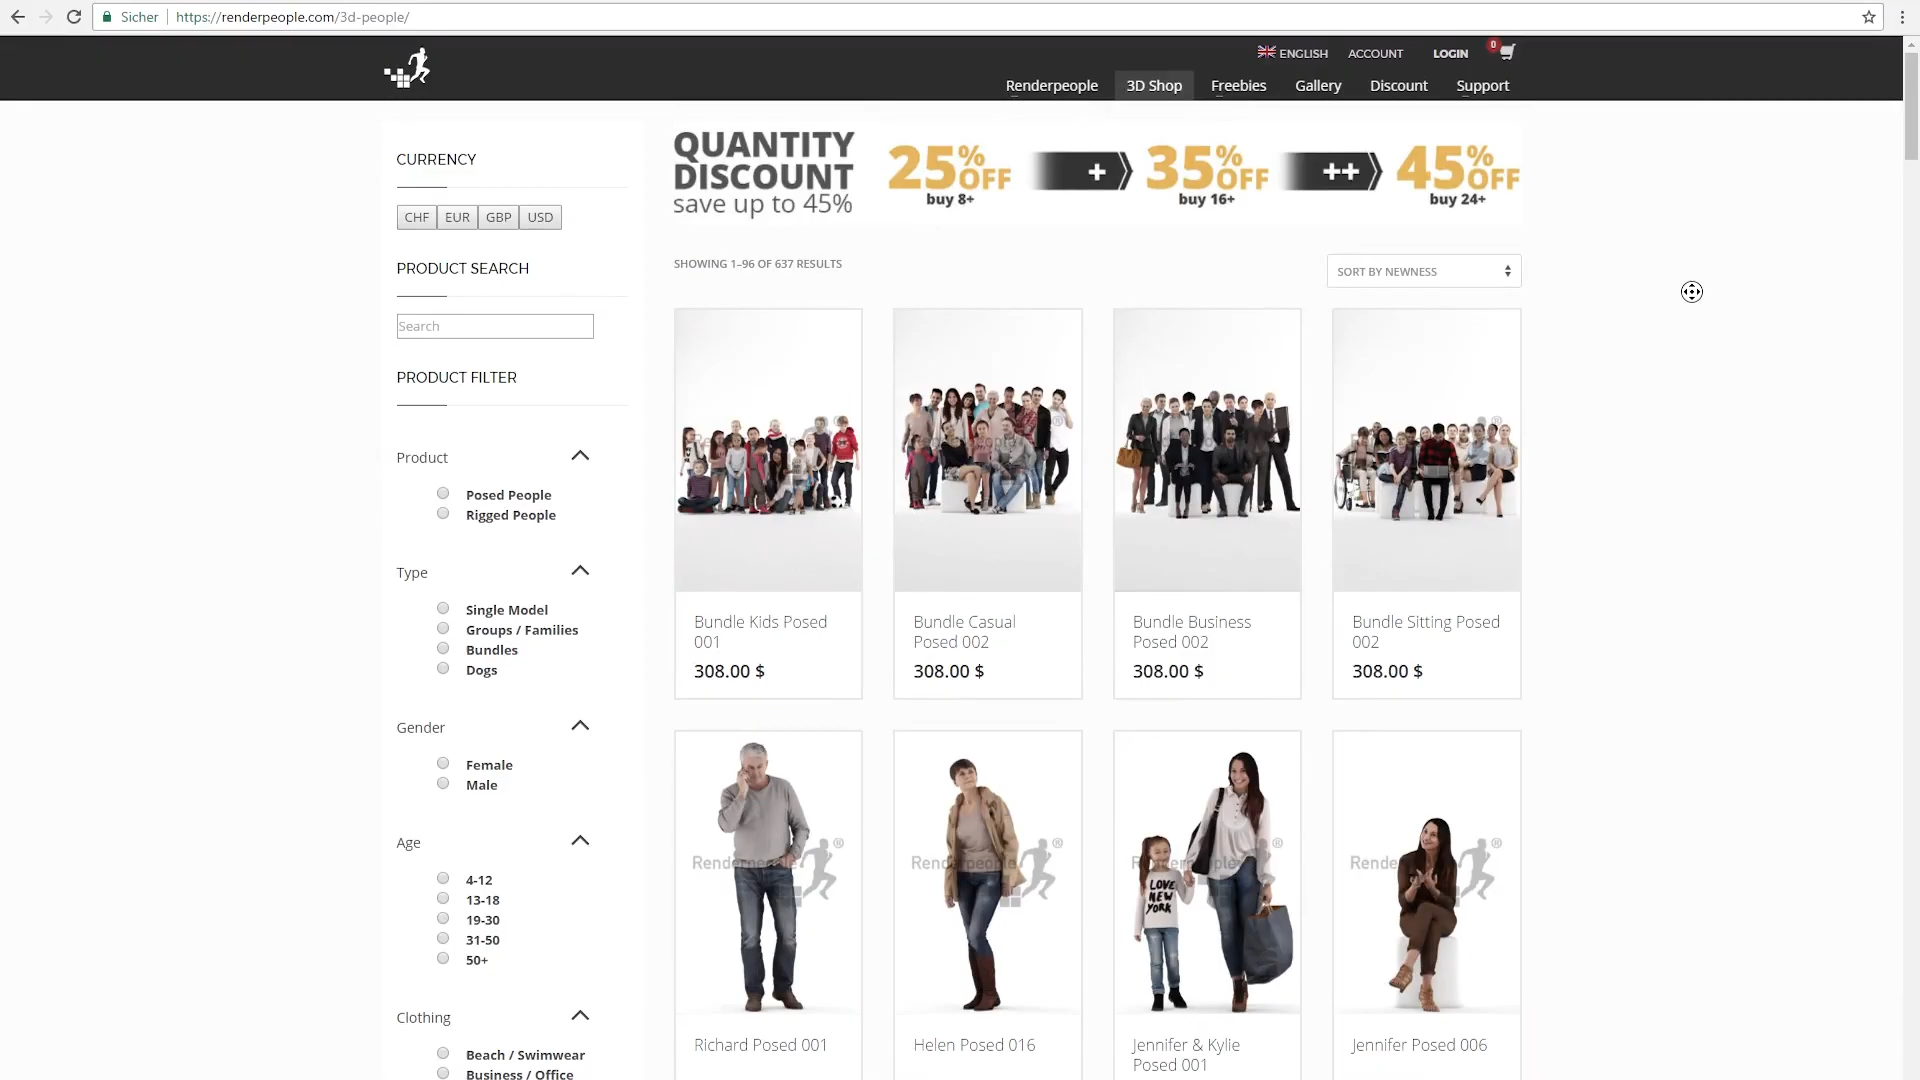 Sicher https://renderpeople.com/3d-people/
ENGLISH ACCOUNT LOGIN 0
Renderpeople 3D Shop Freebies Gallery Discount Support
CURRENCY
CHF EUR GBP USD
PRODUCT SEARCH
Search
PRODUCT FILTER
Product
Posed People
Rigged People
Type
Single Model
Groups / Families
Bundles
Dogs
Gender
Female
Male
Age
4-12
13-18
19-30
31-50
50+
Clothing
Beach / Swimwear
Business / Office
QUANTITY
DISCOUNT
save up to 45%
25% OFF
buy 8+
+
35% OFF
buy 16+
++
45% OFF
buy 24+
SHOWING 1–96 OF 637 RESULTS
SORT BY NEWNESS
Bundle Kids Posed
001
308.00 $
Bundle Casual
Posed 002
308.00 $
Bundle Business
Posed 002
308.00 $
Bundle Sitting Posed
002
308.00 $
Renderpeople ®
Richard Posed 001
Renderpeople ®
Helen Posed 016
LOVE
NEW
YORK
Renderpeople ®
Jennifer & Kylie
Posed 001
Render ®
Jennifer Posed 006